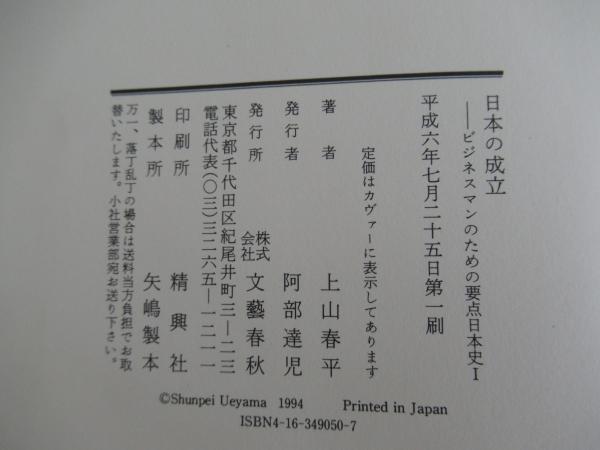 日本の成立
──ビジネスマンのための要点日本史Ⅰ
平成六年七月二十五日第一刷
定価はカヴァーに表示してあります
著者 上山春平
発行者 阿部達児
発行所 株式会社 文藝春秋
東京都千代田区紀尾井町三―二三
電話代表(〇三)三二六五―一二一一
印刷所 精興社
製本所 矢嶋製本
万一、落丁乱丁の場合は送料当方負担でお取
替いたします。小社営業部宛お送り下さい。
©Shunpei Ueyama 1994 Printed in Japan
ISBN4-16-349050-7